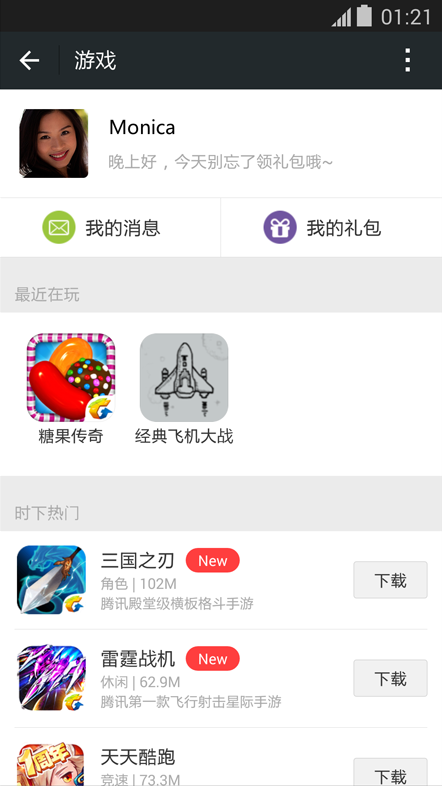 01:21
游戏
Monica
晚上好，今天别忘了领礼包哦~
我的消息
我的礼包
最近在玩
糖果传奇
经典飞机大战
时下热门
三国之刃 New
角色 | 102M
腾讯殿堂级横板格斗手游
下载
雷霆战机 New
休闲 | 62.9M
腾讯第一款飞行射击星际手游
下载
1周年
天天酷跑
竞速 | 73.3M
下载